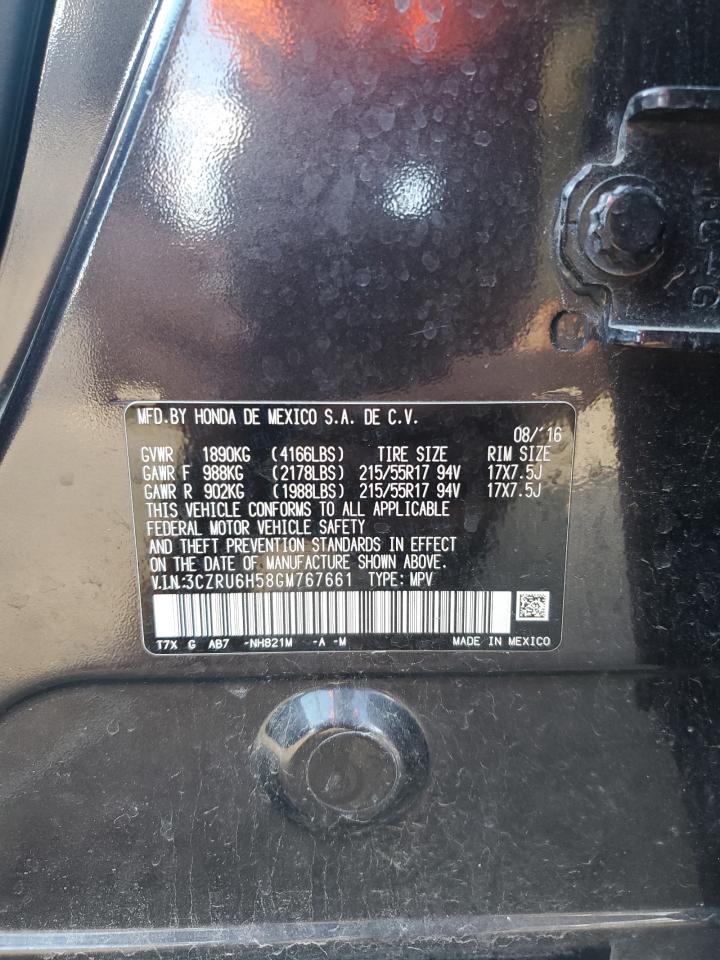 MFD.BY HONDA DE MEXICO S.A. DE C.V.
08/'16
GVWR 1890KG (4166LBS) TIRE SIZE RIM SIZE
GAWR F 988KG (2178LBS) 215/55R17 94V 17X7.5J
GAWR R 902KG (1988LBS) 215/55R17 94V 17X7.5J
THIS VEHICLE CONFORMS TO ALL APPLICABLE
FEDERAL MOTOR VEHICLE SAFETY
AND THEFT PREVENTION STANDARDS IN EFFECT
ON THE DATE OF MANUFACTURE SHOWN ABOVE.
V.I.N:3CZRU6H58GM767661 TYPE: MPV
T7X G AB7 -NH821M -A -M MADE IN MEXICO